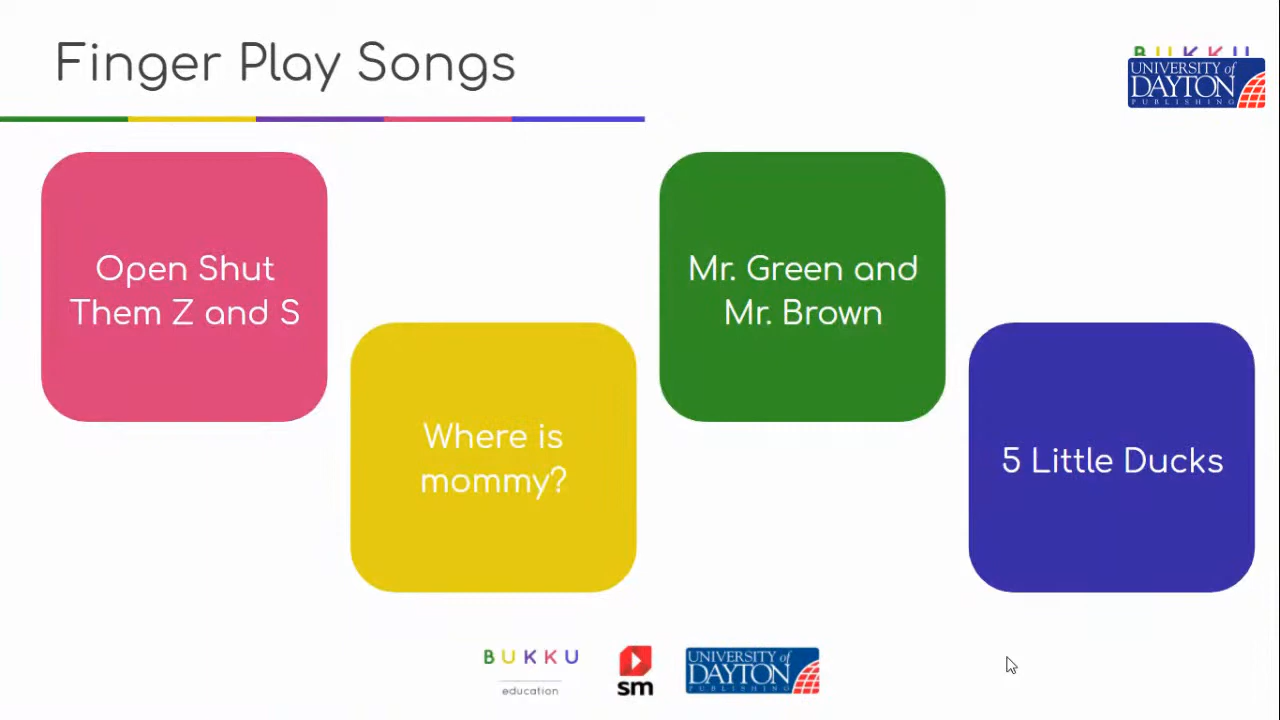 Finger Play Songs
BUKKU
UNIVERSITY of
DAYTON
PUBLISHING
Open Shut
Them Z and S
Where is
mommy?
Mr. Green and
Mr. Brown
5 Little Ducks
BUKKU
education
sm
UNIVERSITY of
DAYTON
PUBLISHING